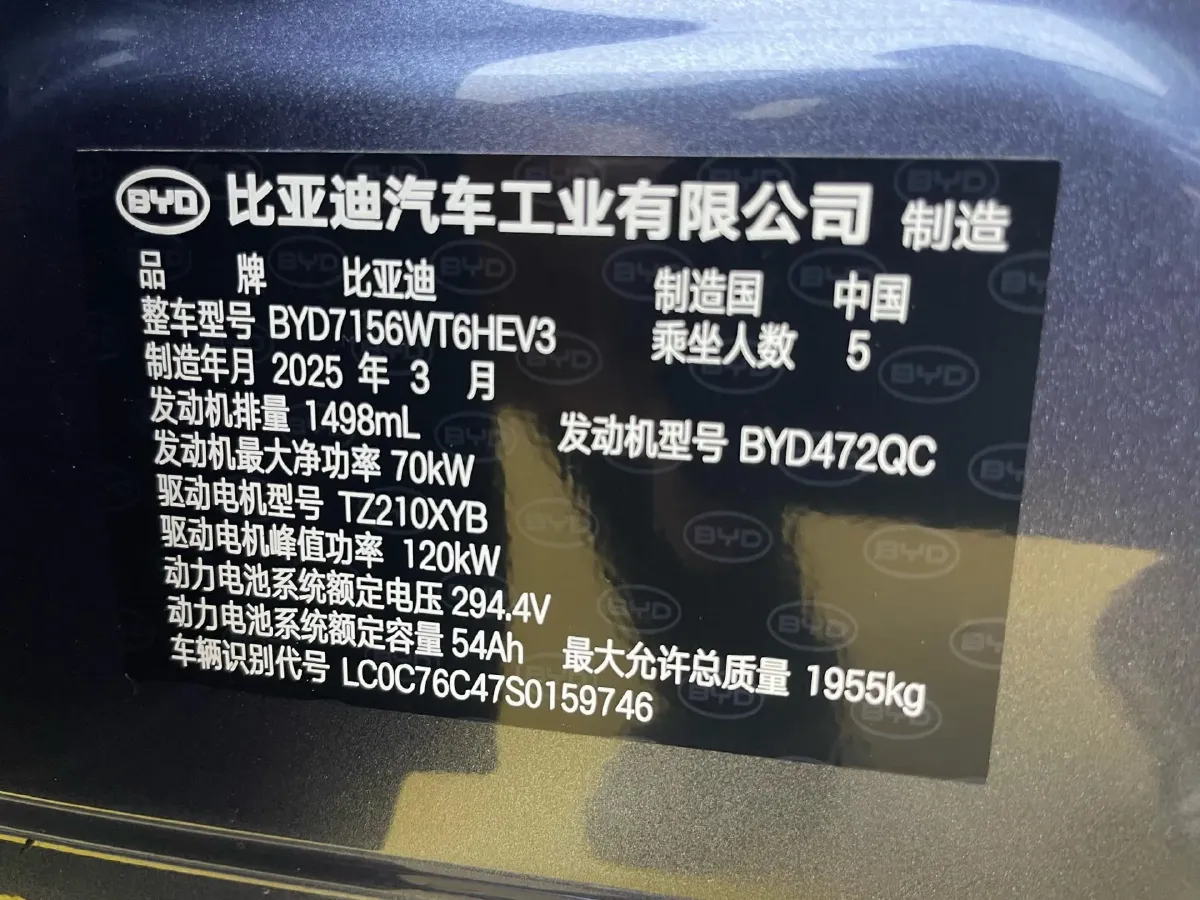 BYD 比亚迪汽车工业有限公司 制造
品 牌 比亚迪 制造国 中国
整车型号 BYD7156WT6HEV3 乘坐人数 5
制造年月 2025 年 3 月
发动机排量 1498mL 发动机型号 BYD472QC
发动机最大净功率 70kW
驱动电机型号 TZ210XYB
驱动电机峰值功率 120kW
动力电池系统额定电压 294.4V
动力电池系统额定容量 54Ah 最大允许总质量 1955kg
车辆识别代号 LC0C76C47S0159746